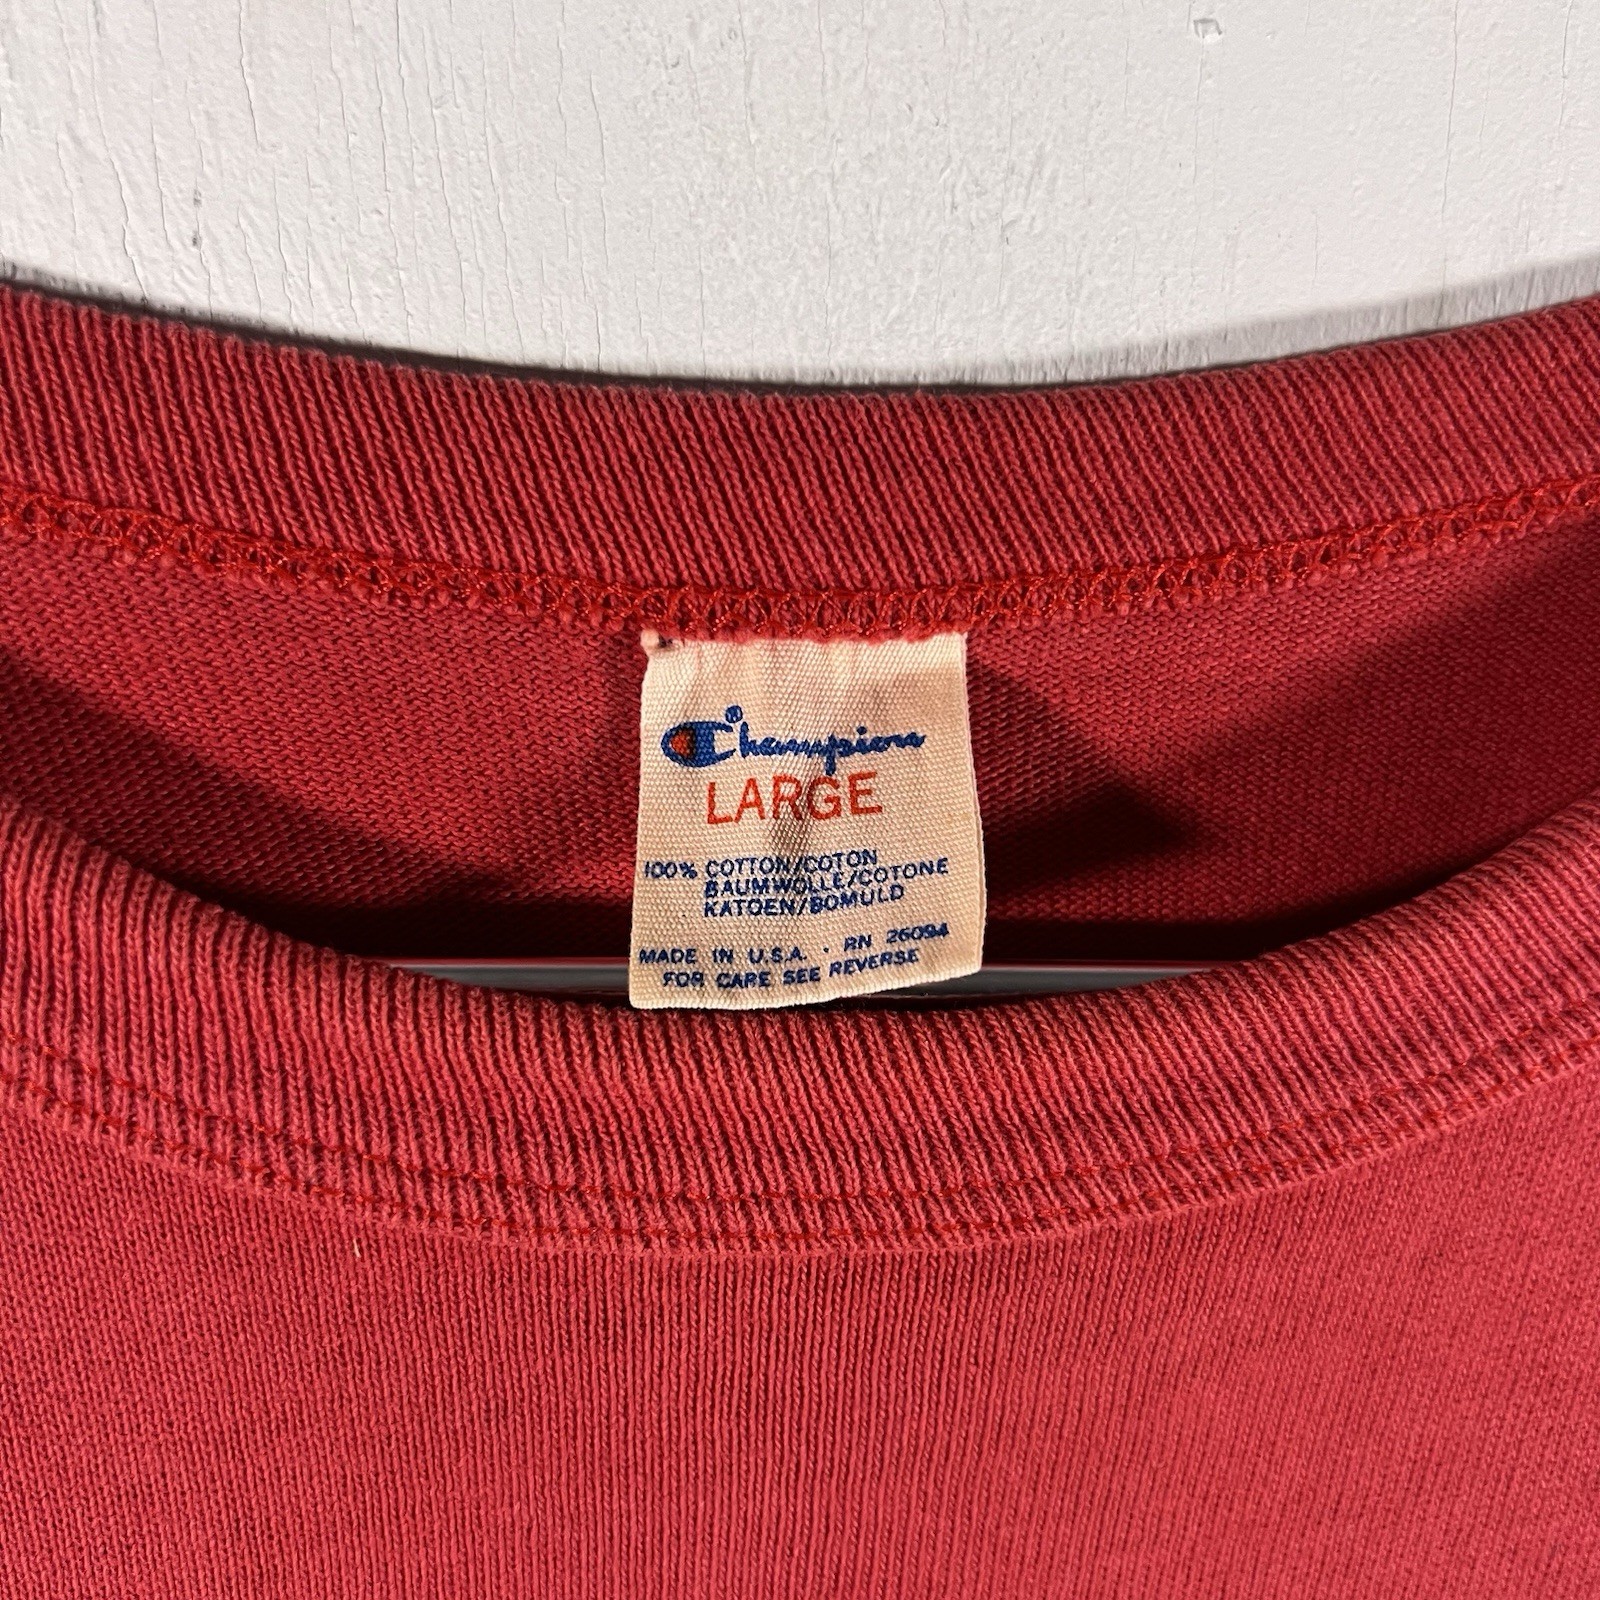 Champion®
LARGE
100% COTTON/COTON
BAUMWOLLE/COTONE
KATOEN/BOMULD
MADE IN U.S.A. · RN 26094
FOR CARE SEE REVERSE